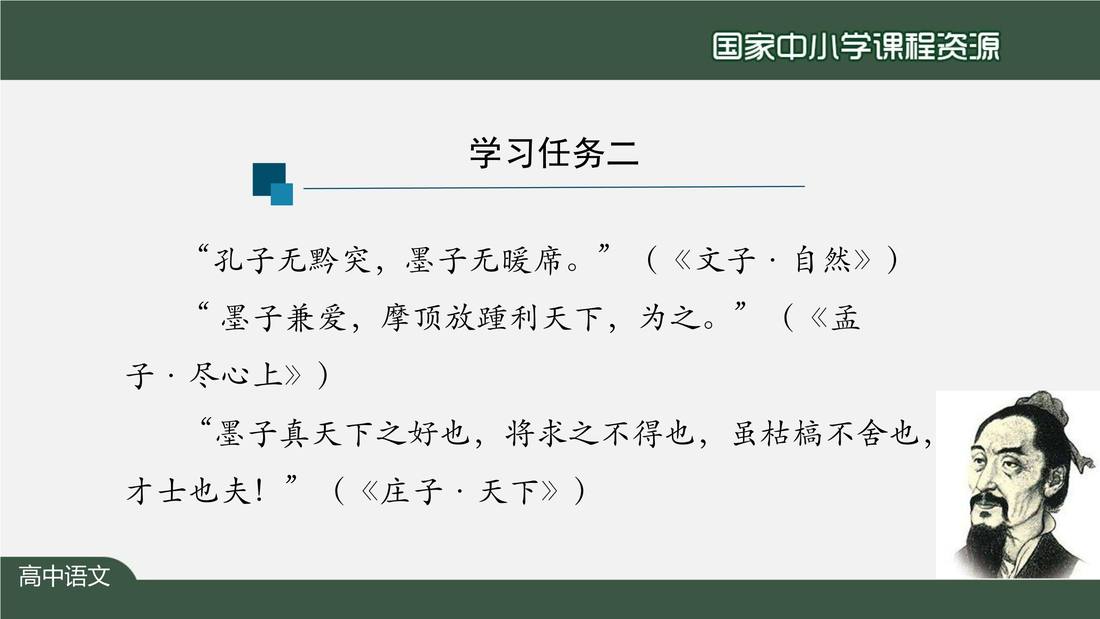 国家中小学课程资源
学习任务二
“孔子无黔突，墨子无暖席。”（《文子·自然》）
“墨子兼爱，摩顶放踵利天下，为之。”（《孟
子·尽心上》）
“墨子真天下之好也，将求之不得也，虽枯槁不舍也，
才士也夫！”（《庄子·天下》）
高中语文